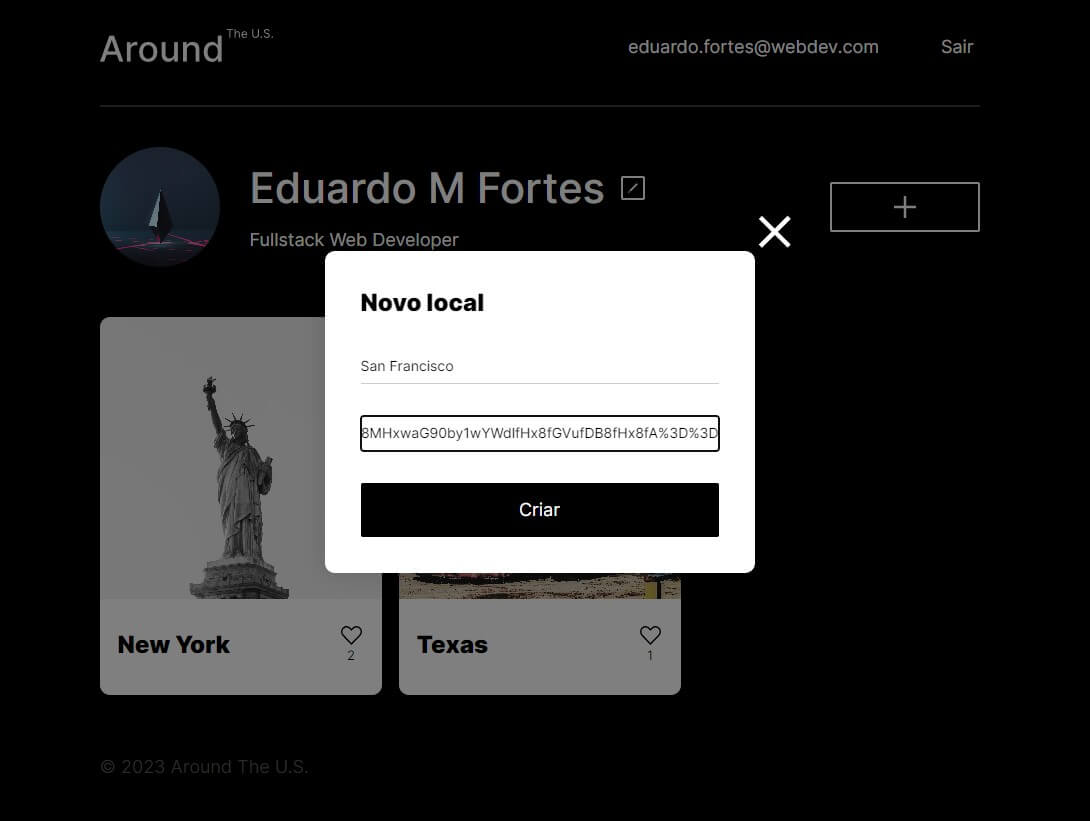 Around The U.S.
eduardo.fortes@webdev.com
Sair
Eduardo M Fortes
Fullstack Web Developer
Novo local
San Francisco
8MHxwaG90by1wYWdlfHx8fGVufDB8fHx8fA%3D%3D
Criar
New York
2
Texas
1
© 2023 Around The U.S.